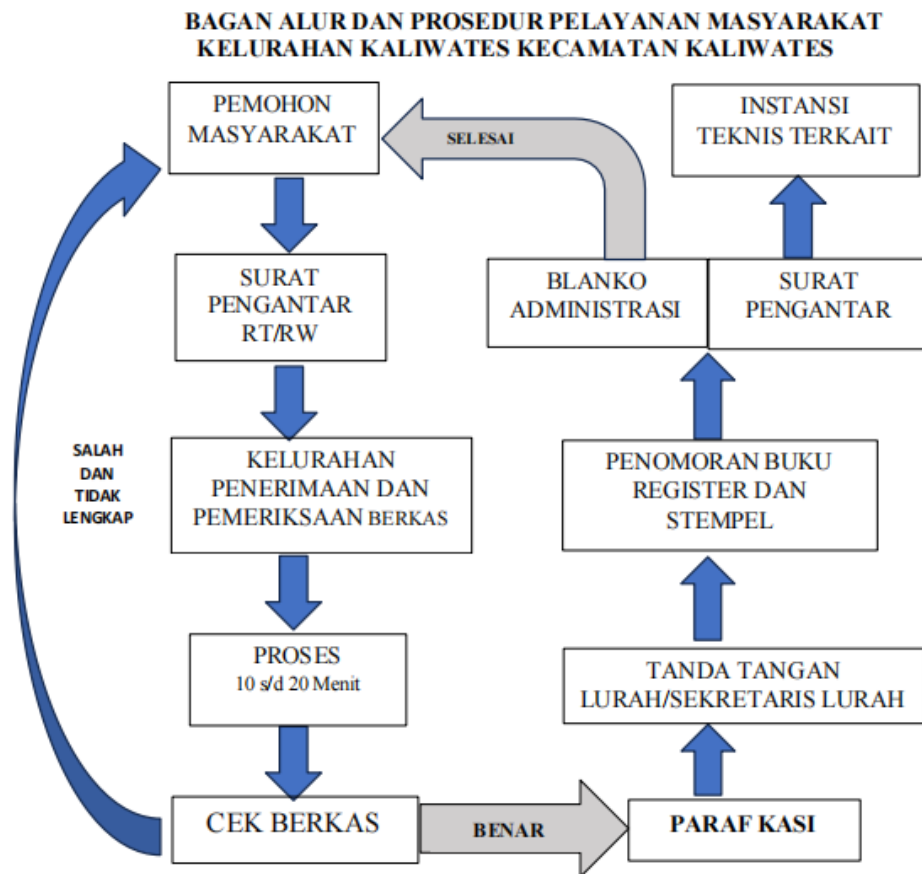 BAGAN ALUR DAN PROSEDUR PELAYANAN MASYARAKAT
KELURAHAN KALIWATES KECAMATAN KALIWATES
PEMOHON
MASYARAKAT
SURAT
PENGANTAR
RT/RW
KELURAHAN
PENERIMAAN DAN
PEMERIKSAAN BERKAS
PROSES
10 s/d 20 Menit
CEK BERKAS
SALAH
DAN
TIDAK
LENGKAP
BENAR
PARAF KASI
TANDA TANGAN
LURAH/SEKRETARIS LURAH
PENOMORAN BUKU
REGISTER DAN
STEMPEL
BLANKO
ADMINISTRASI
SURAT
PENGANTAR
SELESAI
INSTANSI
TEKNIS TERKAIT